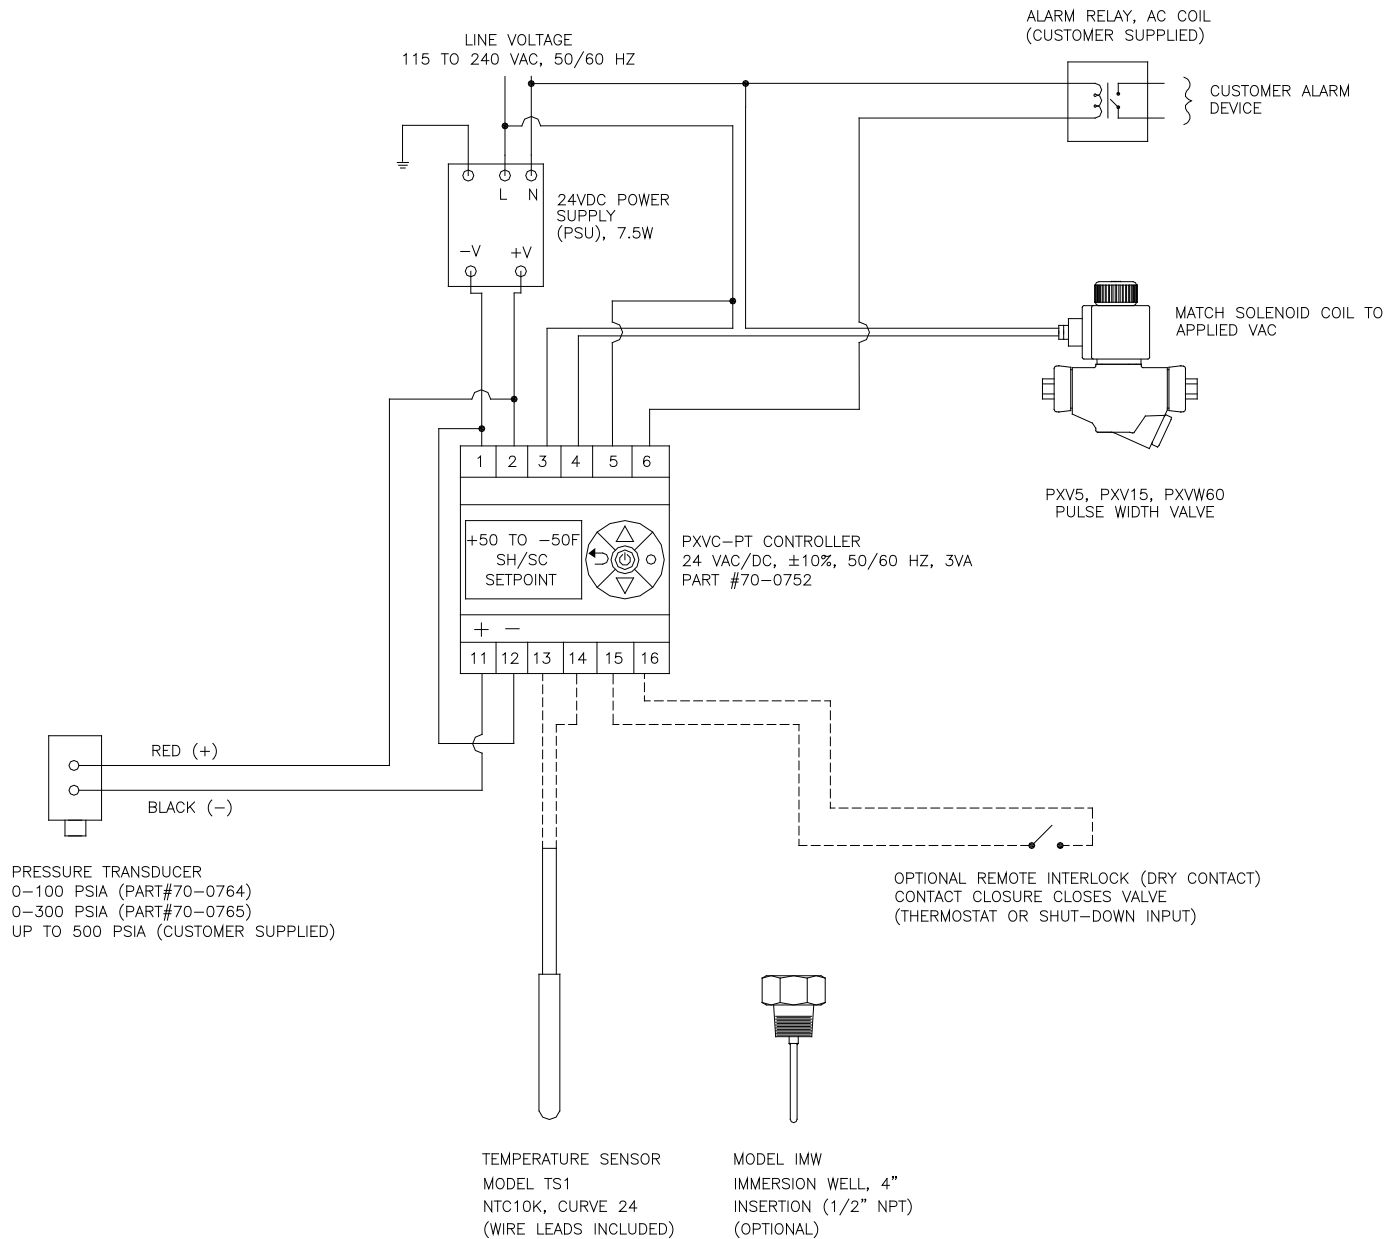 ALARM RELAY, AC COIL
(CUSTOMER SUPPLIED)
LINE VOLTAGE
115 TO 240 VAC, 50/60 HZ
CUSTOMER ALARM
DEVICE
L
N
24VDC POWER
SUPPLY
(PSU), 7.5W
−V
+V
MATCH SOLENOID COIL TO
APPLIED VAC
1
2
3
4
5
6
PXV5, PXV15, PXVW60
PULSE WIDTH VALVE
+50 TO −50F
SH/SC
SETPOINT
PXVC−PT CONTROLLER
24 VAC/DC, ±10%, 50/60 HZ, 3VA
PART #70−0752
+
−
11
12
13
14
15
16
RED (+)
BLACK (−)
PRESSURE TRANSDUCER
0−100 PSIA (PART#70−0764)
0−300 PSIA (PART#70−0765)
UP TO 500 PSIA (CUSTOMER SUPPLIED)
OPTIONAL REMOTE INTERLOCK (DRY CONTACT)
CONTACT CLOSURE CLOSES VALVE
(THERMOSTAT OR SHUT−DOWN INPUT)
TEMPERATURE SENSOR
MODEL TS1
NTC10K, CURVE 24
(WIRE LEADS INCLUDED)
MODEL IMW
IMMERSION WELL, 4”
INSERTION (1/2” NPT)
(OPTIONAL)